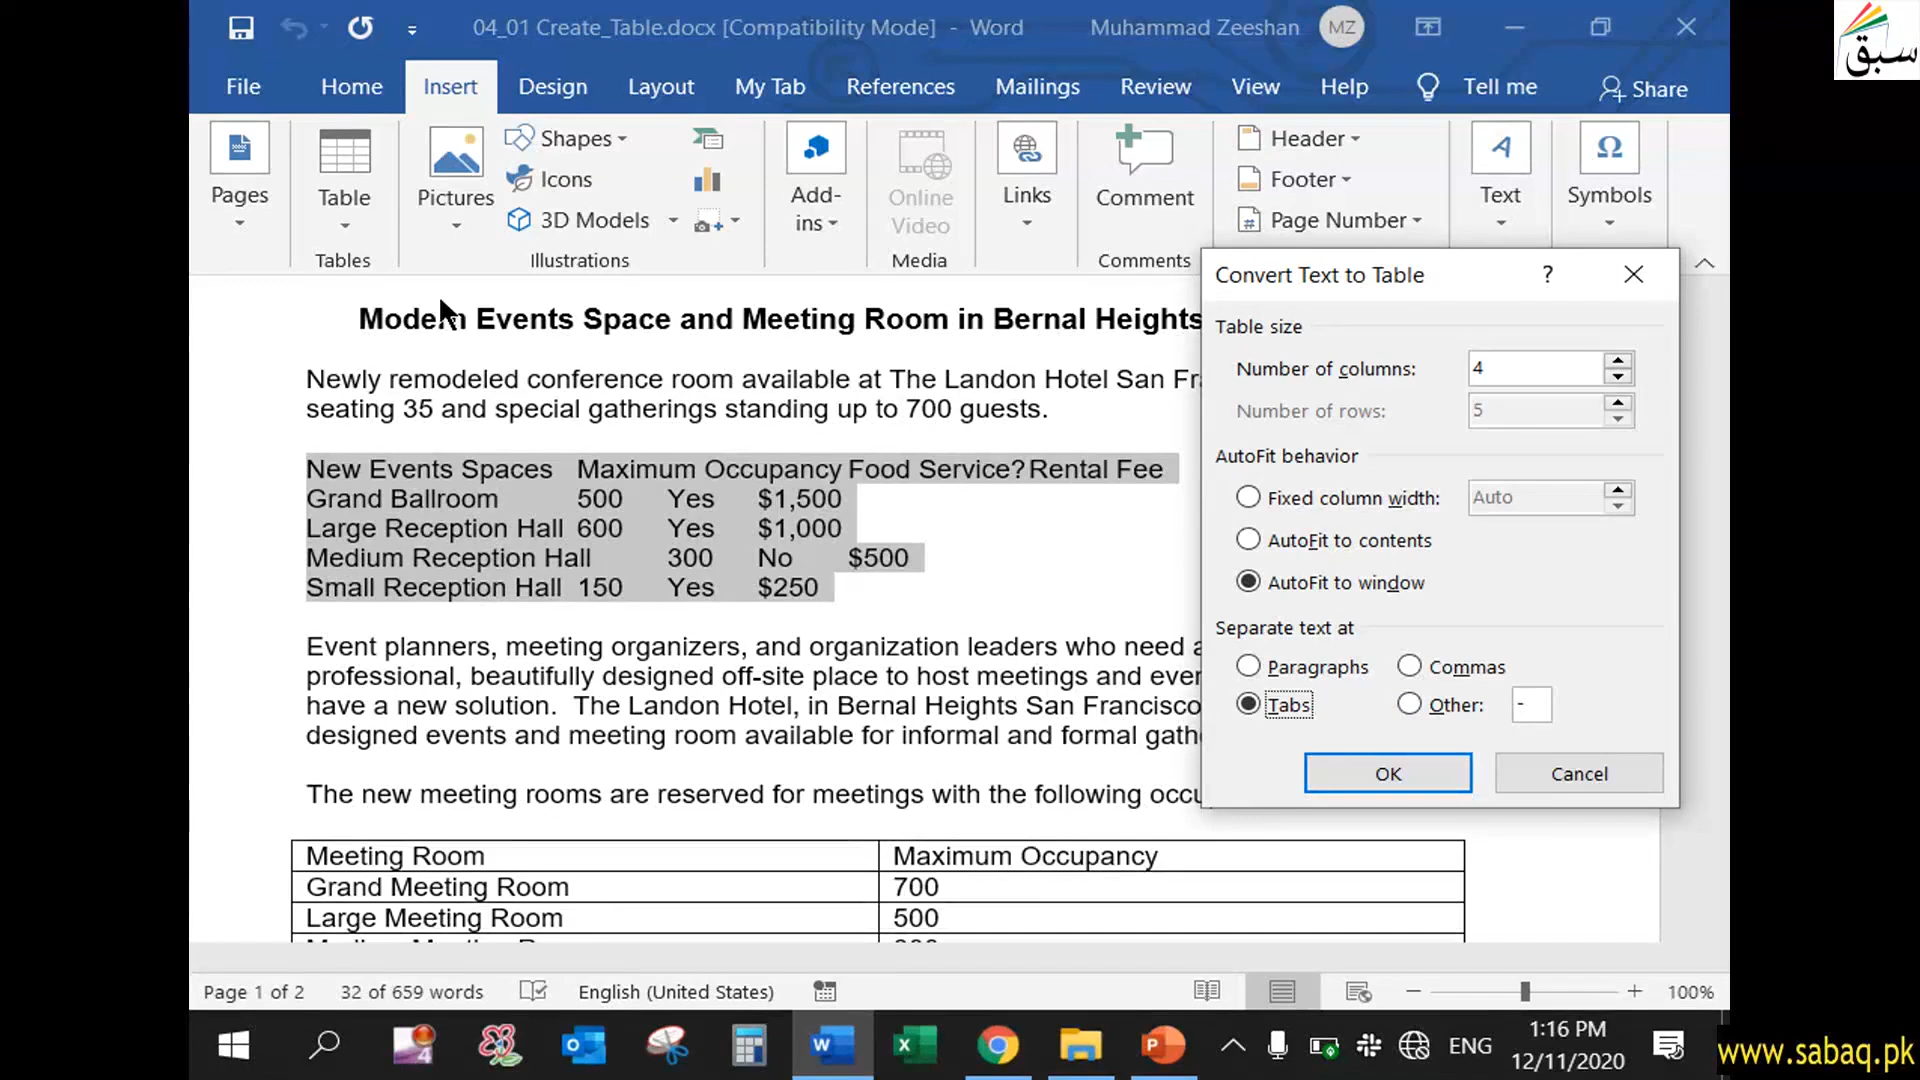 04_01 Create_Table.docx [Compatibility Mode] - Word
Muhammad Zeeshan
MZ
سبق
File
Home
Insert
Design
Layout
My Tab
References
Mailings
Review
View
Help
Tell me
Share
Pages
Table
Pictures
Shapes
Icons
3D Models
Add-
ins
Online
Video
Links
Comment
Header
Footer
Page Number
Text
Symbols
Tables
Illustrations
Media
Comments
Modern Events Space and Meeting Room in Bernal Heights
Newly remodeled conference room available at The Landon Hotel San
seating 35 and special gatherings standing up to 700 guests.
New Events Spaces Maximum Occupancy Food Service? Rental Fee
Grand Ballroom 500 Yes $1,500
Large Reception Hall 600 Yes $1,000
Medium Reception Hall 300 No $500
Small Reception Hall 150 Yes $250
Event planners, meeting organizers, and organization leaders who need
professional, beautifully designed off-site place to host meetings and
have a new solution. The Landon Hotel, in Bernal Heights San Francisco
designed events and meeting room available for informal and formal
The new meeting rooms are reserved for meetings with the following
Meeting Room Maximum Occupancy
Grand Meeting Room 700
Large Meeting Room 500
Convert Text to Table
?
Table size
Number of columns: 4
Number of rows: 5
AutoFit behavior
Fixed column width: Auto
AutoFit to contents
AutoFit to window
Separate text at
Paragraphs Commas
Tabs Other: -
OK Cancel
Page 1 of 2
32 of 659 words
English (United States)
100%
ENG
1:16 PM
12/11/2020
www.sabaq.pk